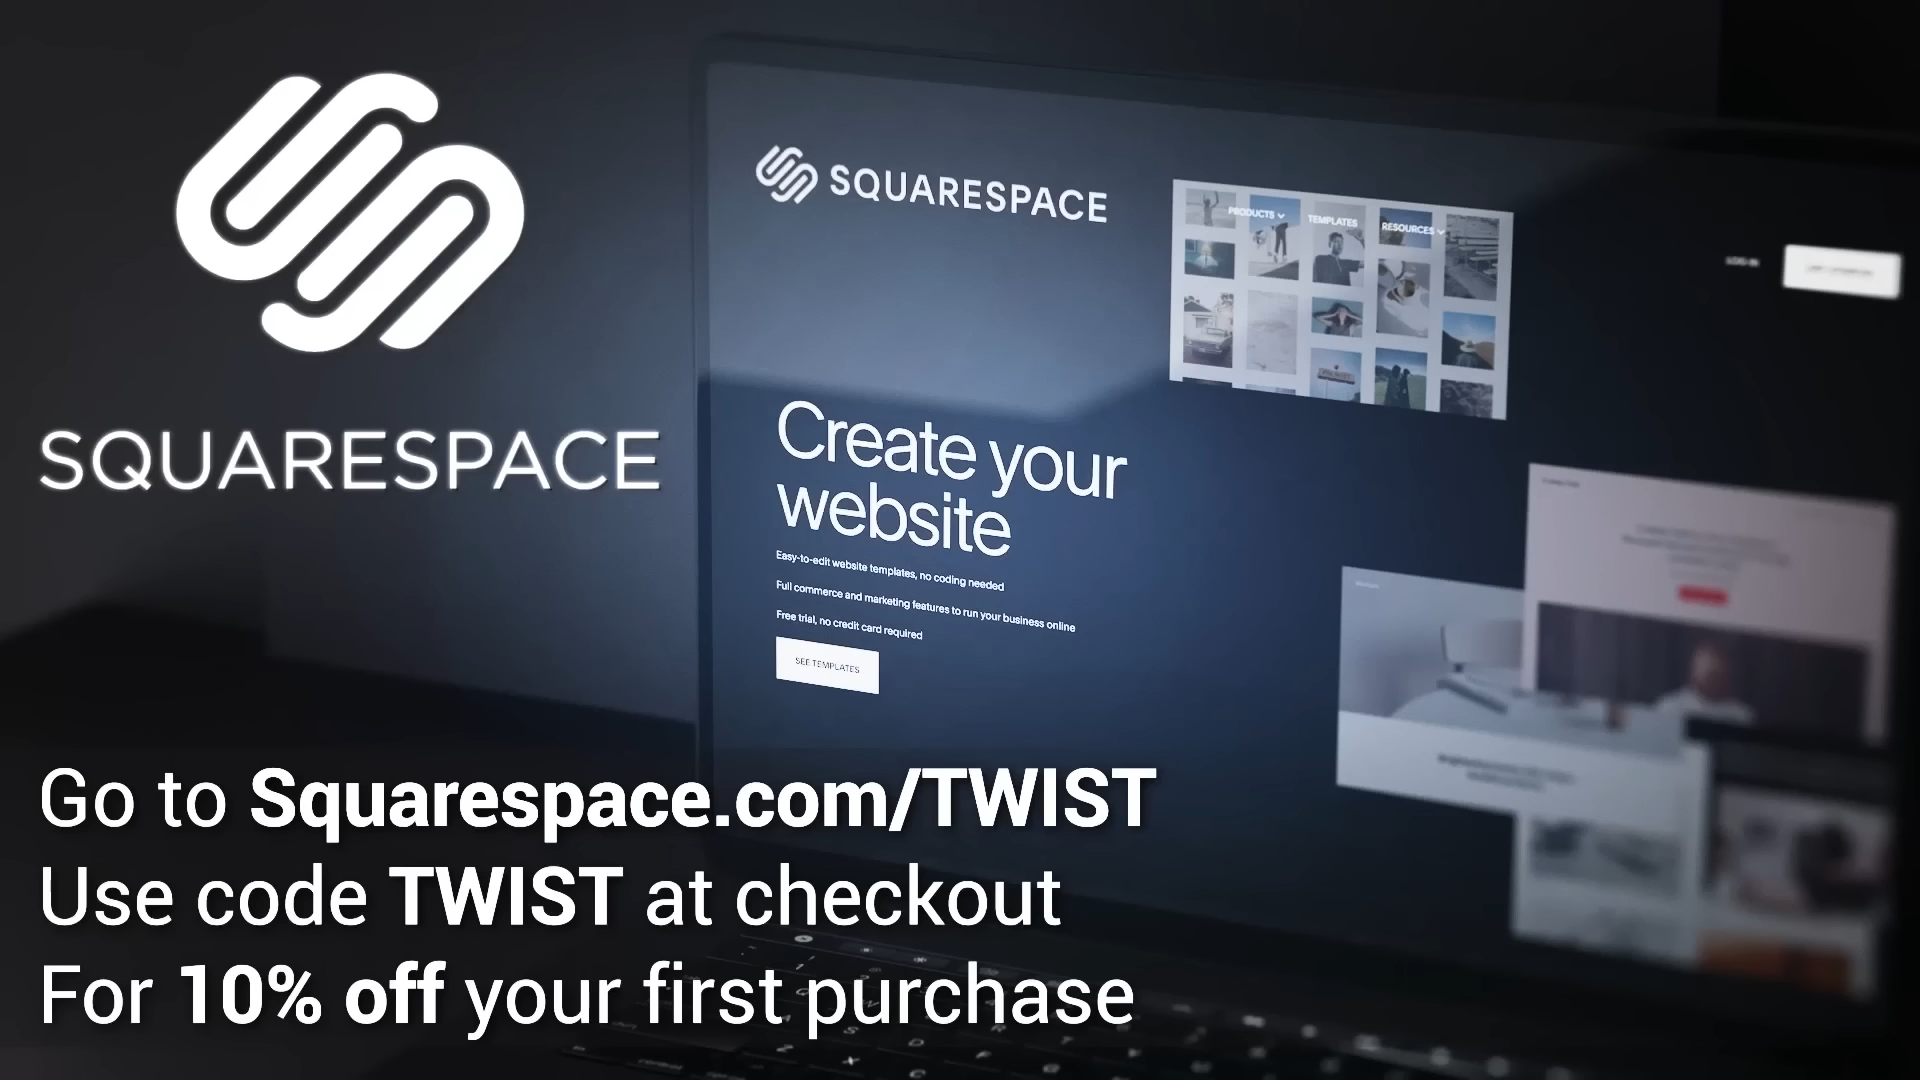 SQUARESPACE
SQUARESPACE
PRODUCTS TEMPLATES RESOURCES
LOG IN
Create your
website
Easy-to-edit website templates, no coding needed
Full commerce and marketing features to run your business online
Free trial, no credit card required
SEE TEMPLATES
Go to Squarespace.com/TWIST
Use code TWIST at checkout
For 10% off your first purchase